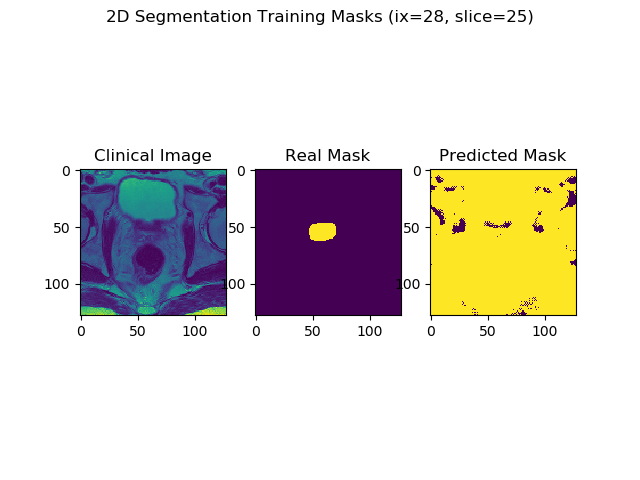 2D Segmentation Training Masks (ix=28, slice=25)
Clinical Image Real Mask Predicted Mask
0 0 0
50 50 50
100 100 100
0 50 100 0 50 100 0 50 100